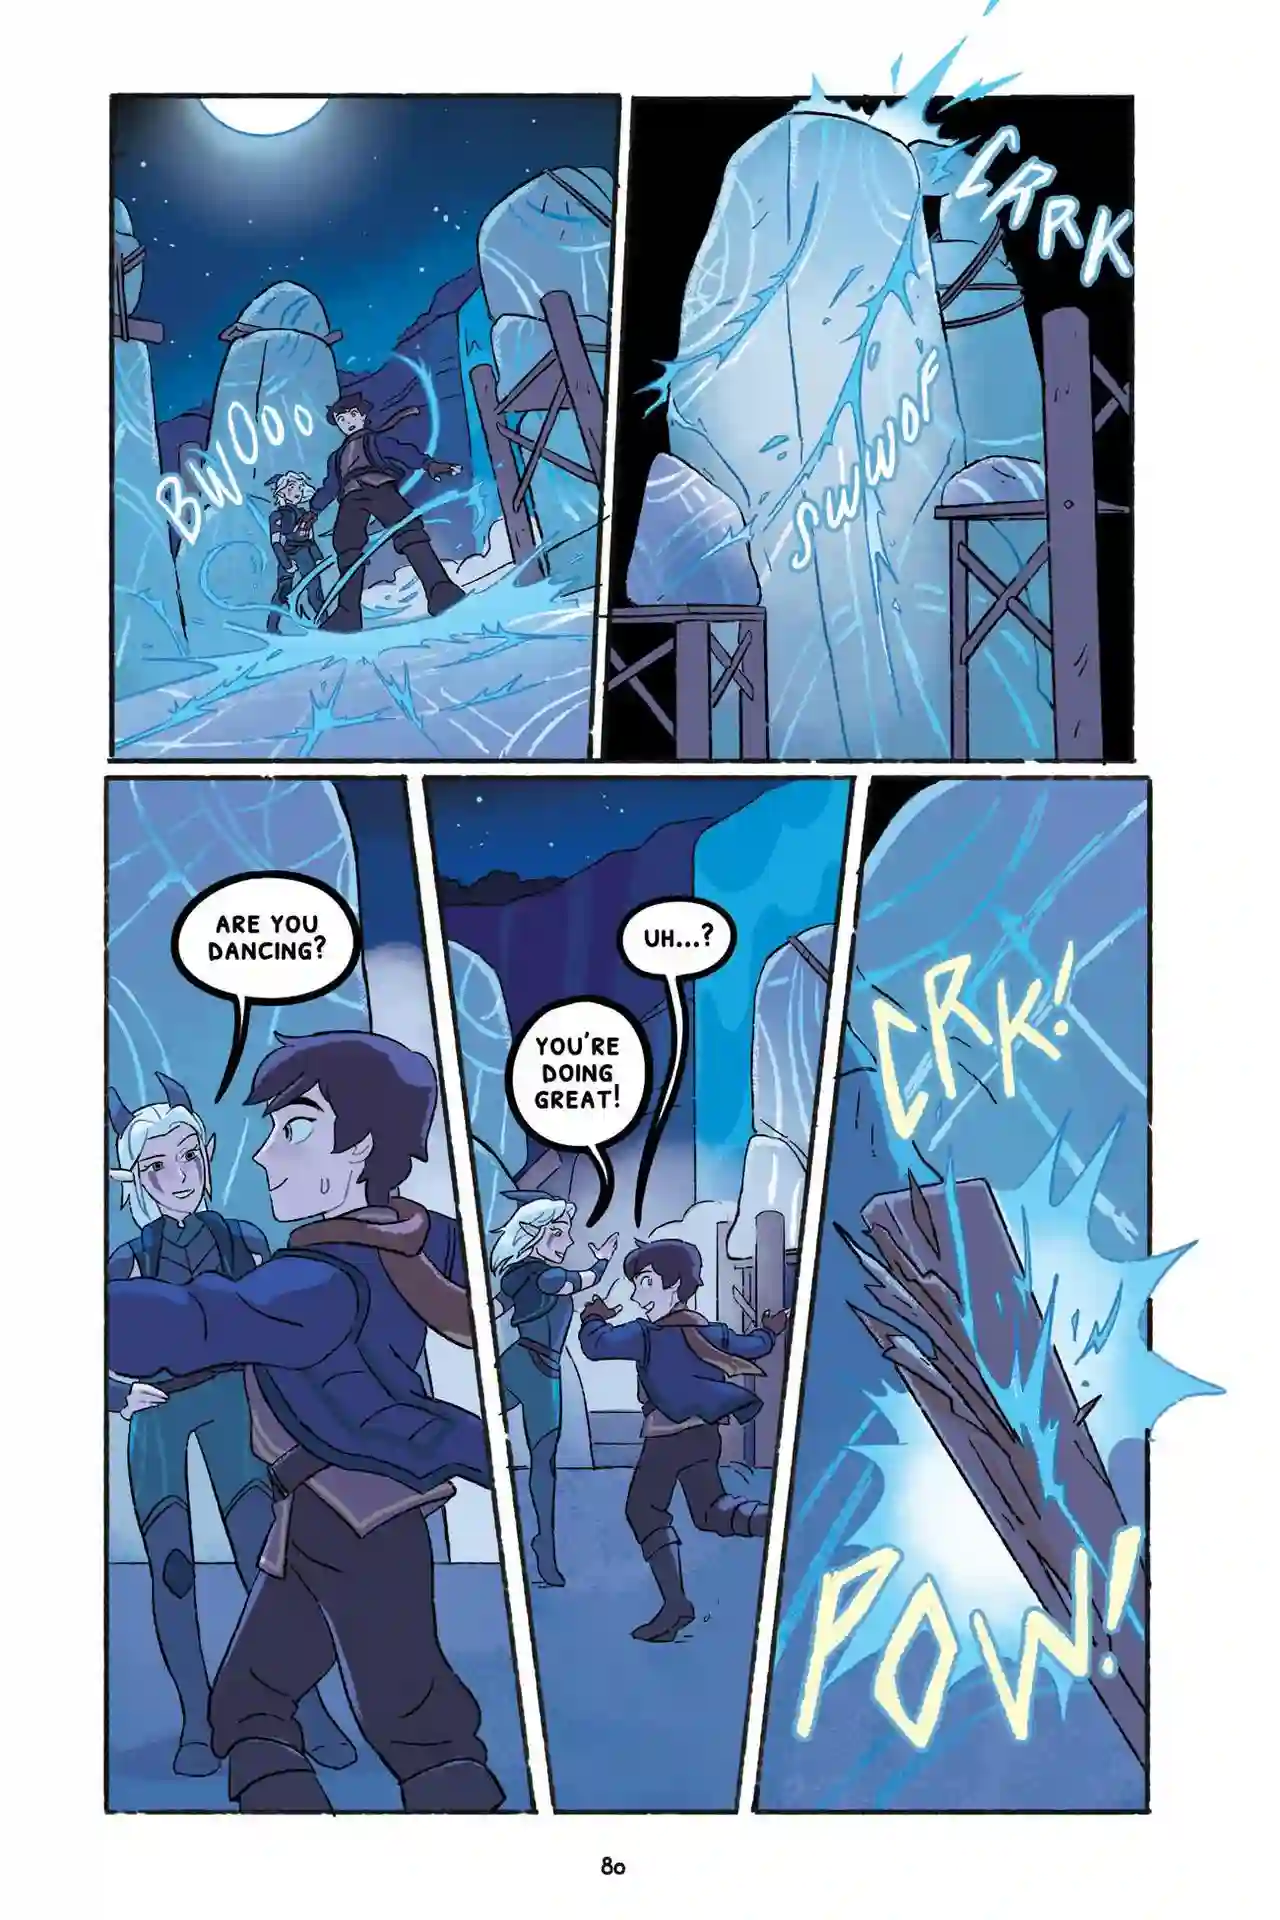 BWOOO
CRRK
SWWOF
ARE YOU
DANCING?
UH...?
YOU'RE
DOING
GREAT!
CRK!
POW!
80